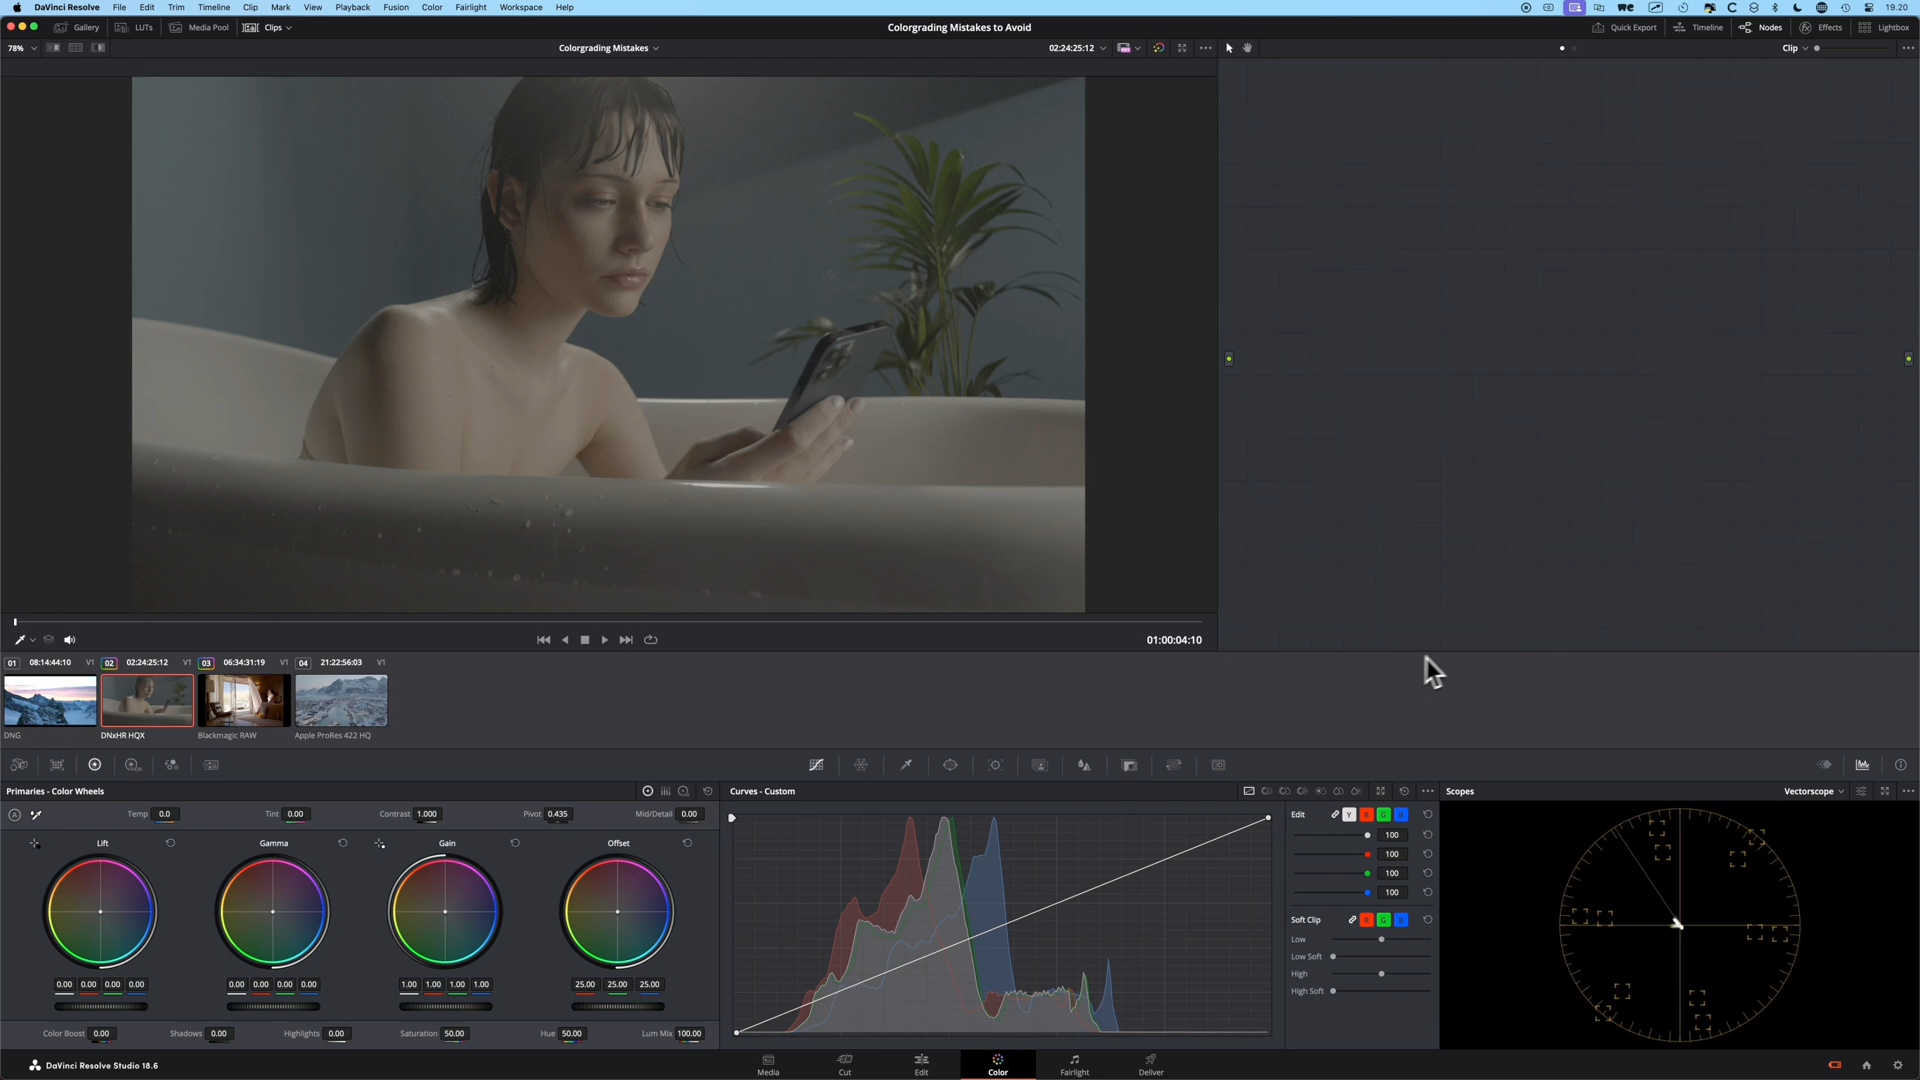 DaVinci Resolve File Edit Trim Timeline Clip Mark View Playback Fusion Color Fairlight Workspace Help 19.20
Gallery LUTs Media Pool Clips Colorgrading Mistakes to Avoid Quick Export Timeline Nodes Effects Lightbox
78% Colorgrading Mistakes 02:24:25:12 Clip
01:00:04:10
01 08:14:44:10 V1 02 02:24:25:12 V1 03 06:34:31:19 V1 04 21:22:56:03 V1
DNG DNxHR HQX Blackmagic RAW Apple ProRes 422 HQ
Primaries - Color Wheels Curves - Custom Scopes Vectorscope
Temp 0.0 Tint 0.00 Contrast 1.000 Pivot 0.435 Mid/Detail 0.00 Edit Y R G B
100
Lift Gamma Gain Offset
100
100
100
Soft Clip R G B
Low
Low Soft
High
High Soft
0.00 0.00 0.00 0.00 0.00 0.00 0.00 0.00 1.00 1.00 1.00 1.00 25.00 25.00 25.00
Color Boost 0.00 Shadows 0.00 Highlights 0.00 Saturation 50.00 Hue 50.00 Lum Mix 100.00
DaVinci Resolve Studio 18.6 Media Cut Edit Color Fairlight Deliver